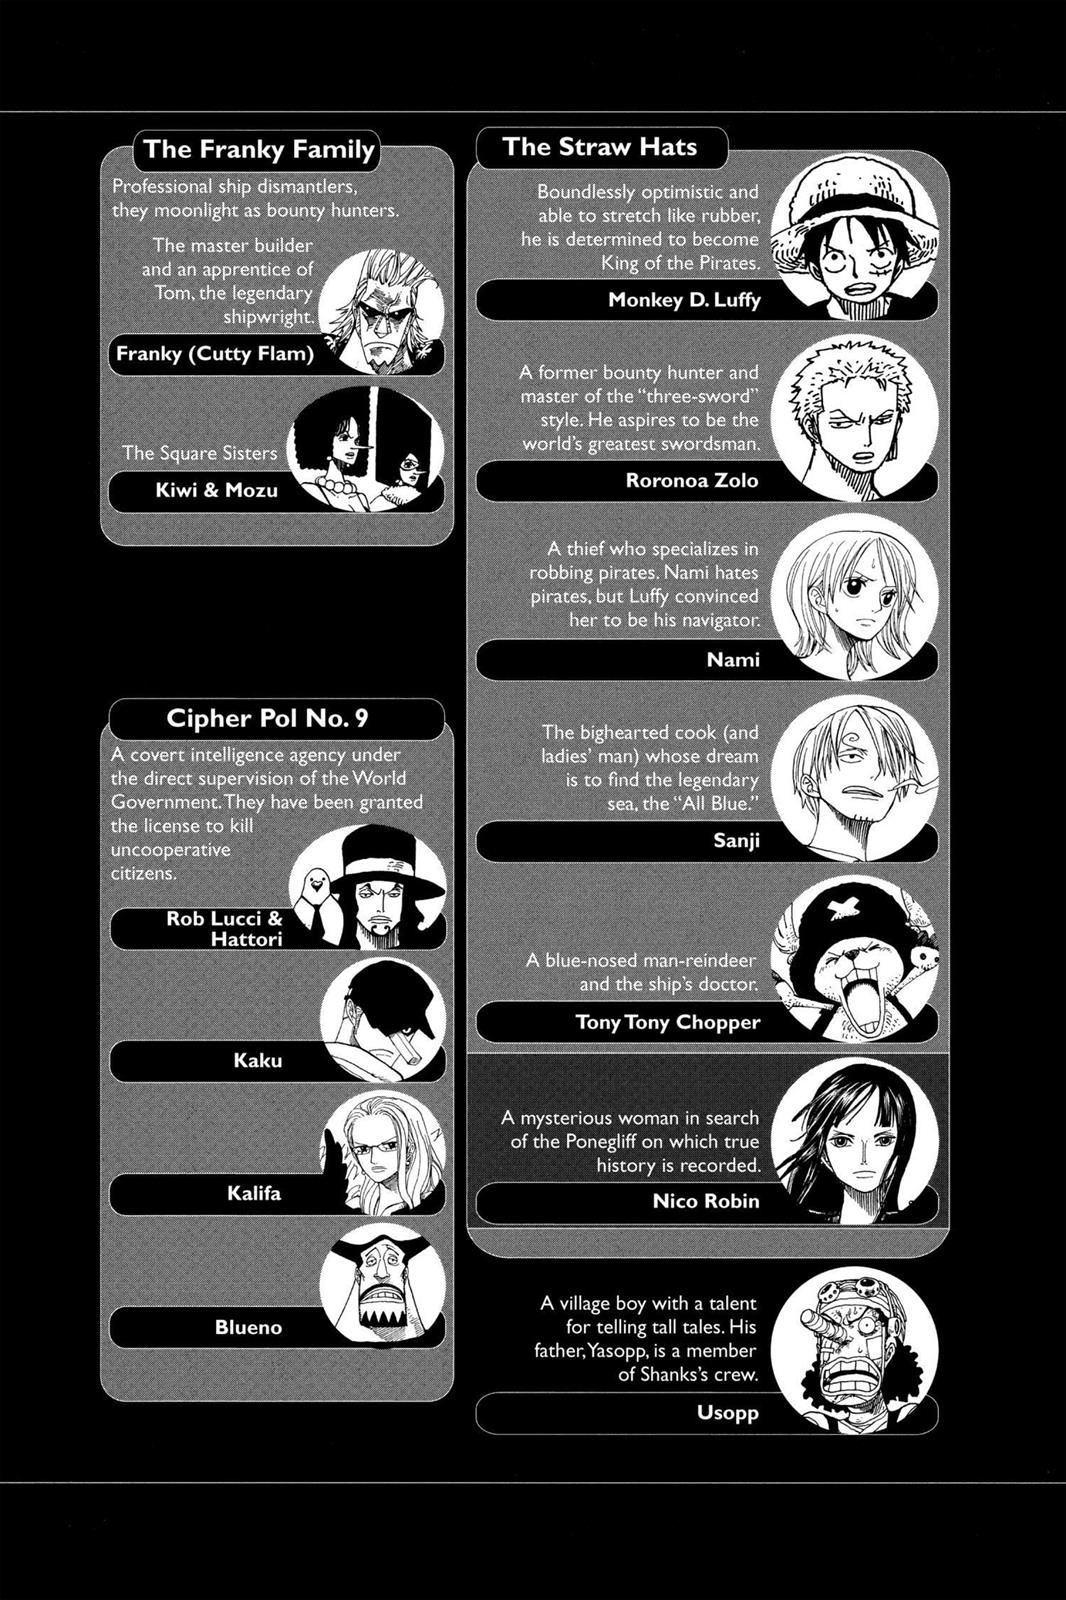 The Franky Family
Professional ship dismantlers,
they moonlight as bounty hunters.
The master builder
and an apprentice of
Tom, the legendary
shipwright.
Franky (Cutty Flam)
The Square Sisters
Kiwi & Mozu
Cipher Pol No. 9
A covert intelligence agency under
the direct supervision of the World
Government. They have been granted
the license to kill
uncooperative
citizens.
Rob Lucci &
Hattori
Kaku
Kalifa
Blueno
The Straw Hats
Boundlessly optimistic and
able to stretch like rubber,
he is determined to become
King of the Pirates.
Monkey D. Luffy
A former bounty hunter and
master of the “three-sword”
style. He aspires to be the
world’s greatest swordsman.
Roronoa Zolo
A thief who specializes in
robbing pirates. Nami hates
pirates, but Luffy convinced
her to be his navigator.
Nami
The bighearted cook (and
ladies’ man) whose dream
is to find the legendary
sea, the “All Blue.”
Sanji
A blue-nosed man-reindeer
and the ship’s doctor.
Tony Tony Chopper
A mysterious woman in search
of the Ponegliff on which true
history is recorded.
Nico Robin
A village boy with a talent
for telling tall tales. His
father, Yasopp, is a member
of Shanks’s crew.
Usopp